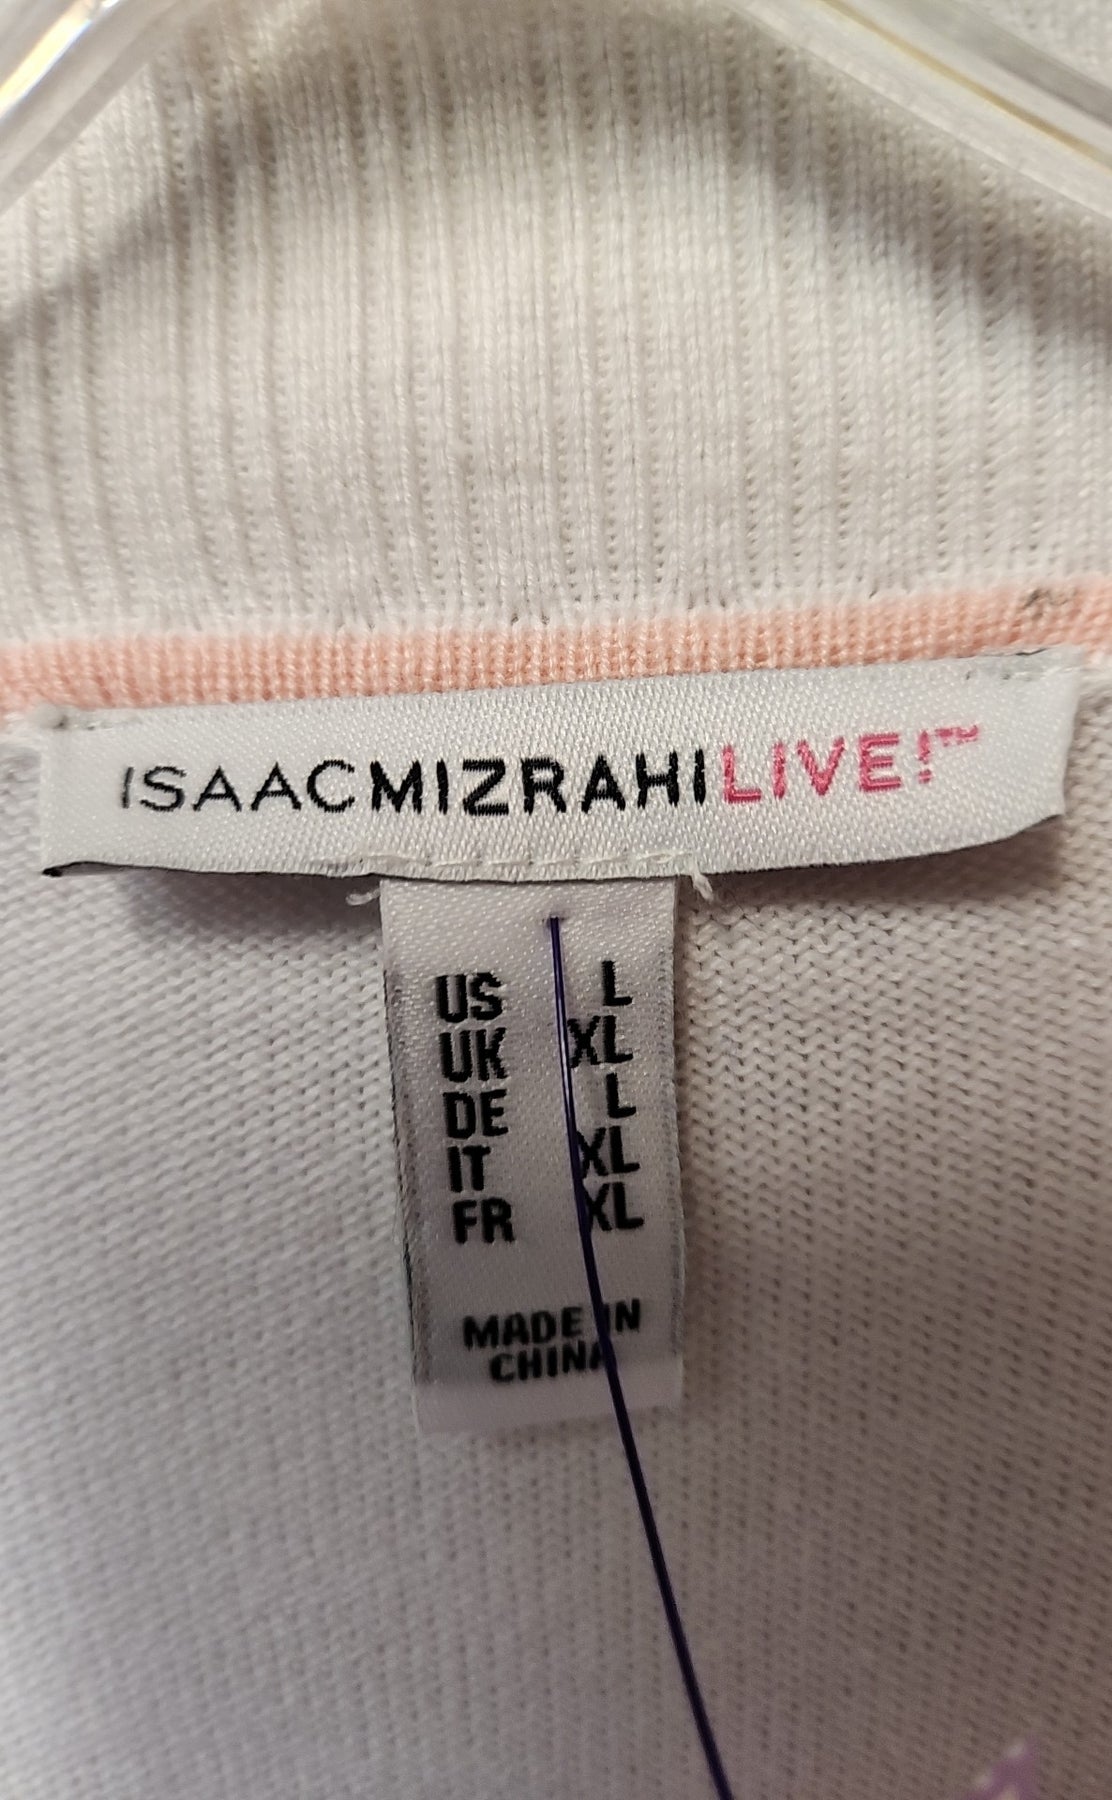 ISAACMIZRAHILIVE!™
US L
UK XL
DE L
IT XL
FR XL
MADE IN
CHINA